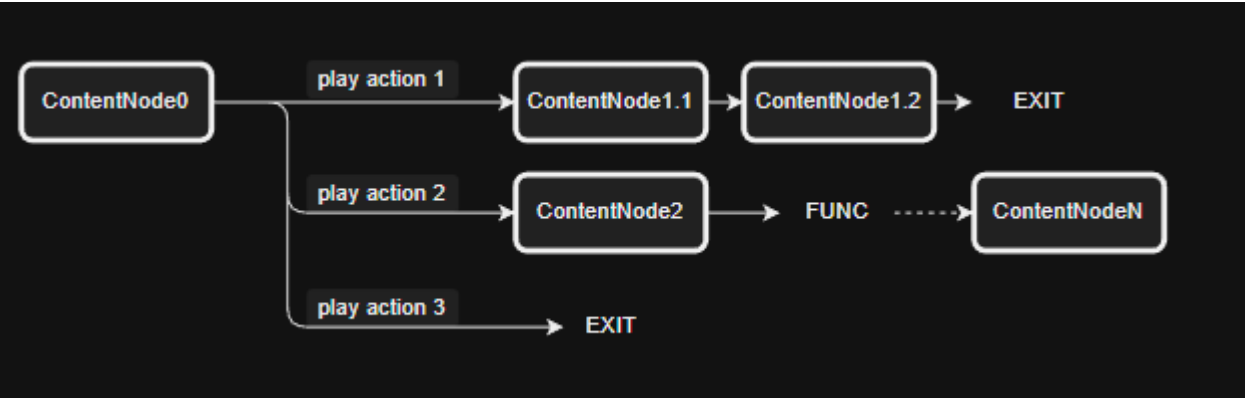 play action 1
ContentNode0
ContentNode1.1
ContentNode1.2
EXIT
play action 2
ContentNode2
FUNC
ContentNodeN
play action 3
EXIT